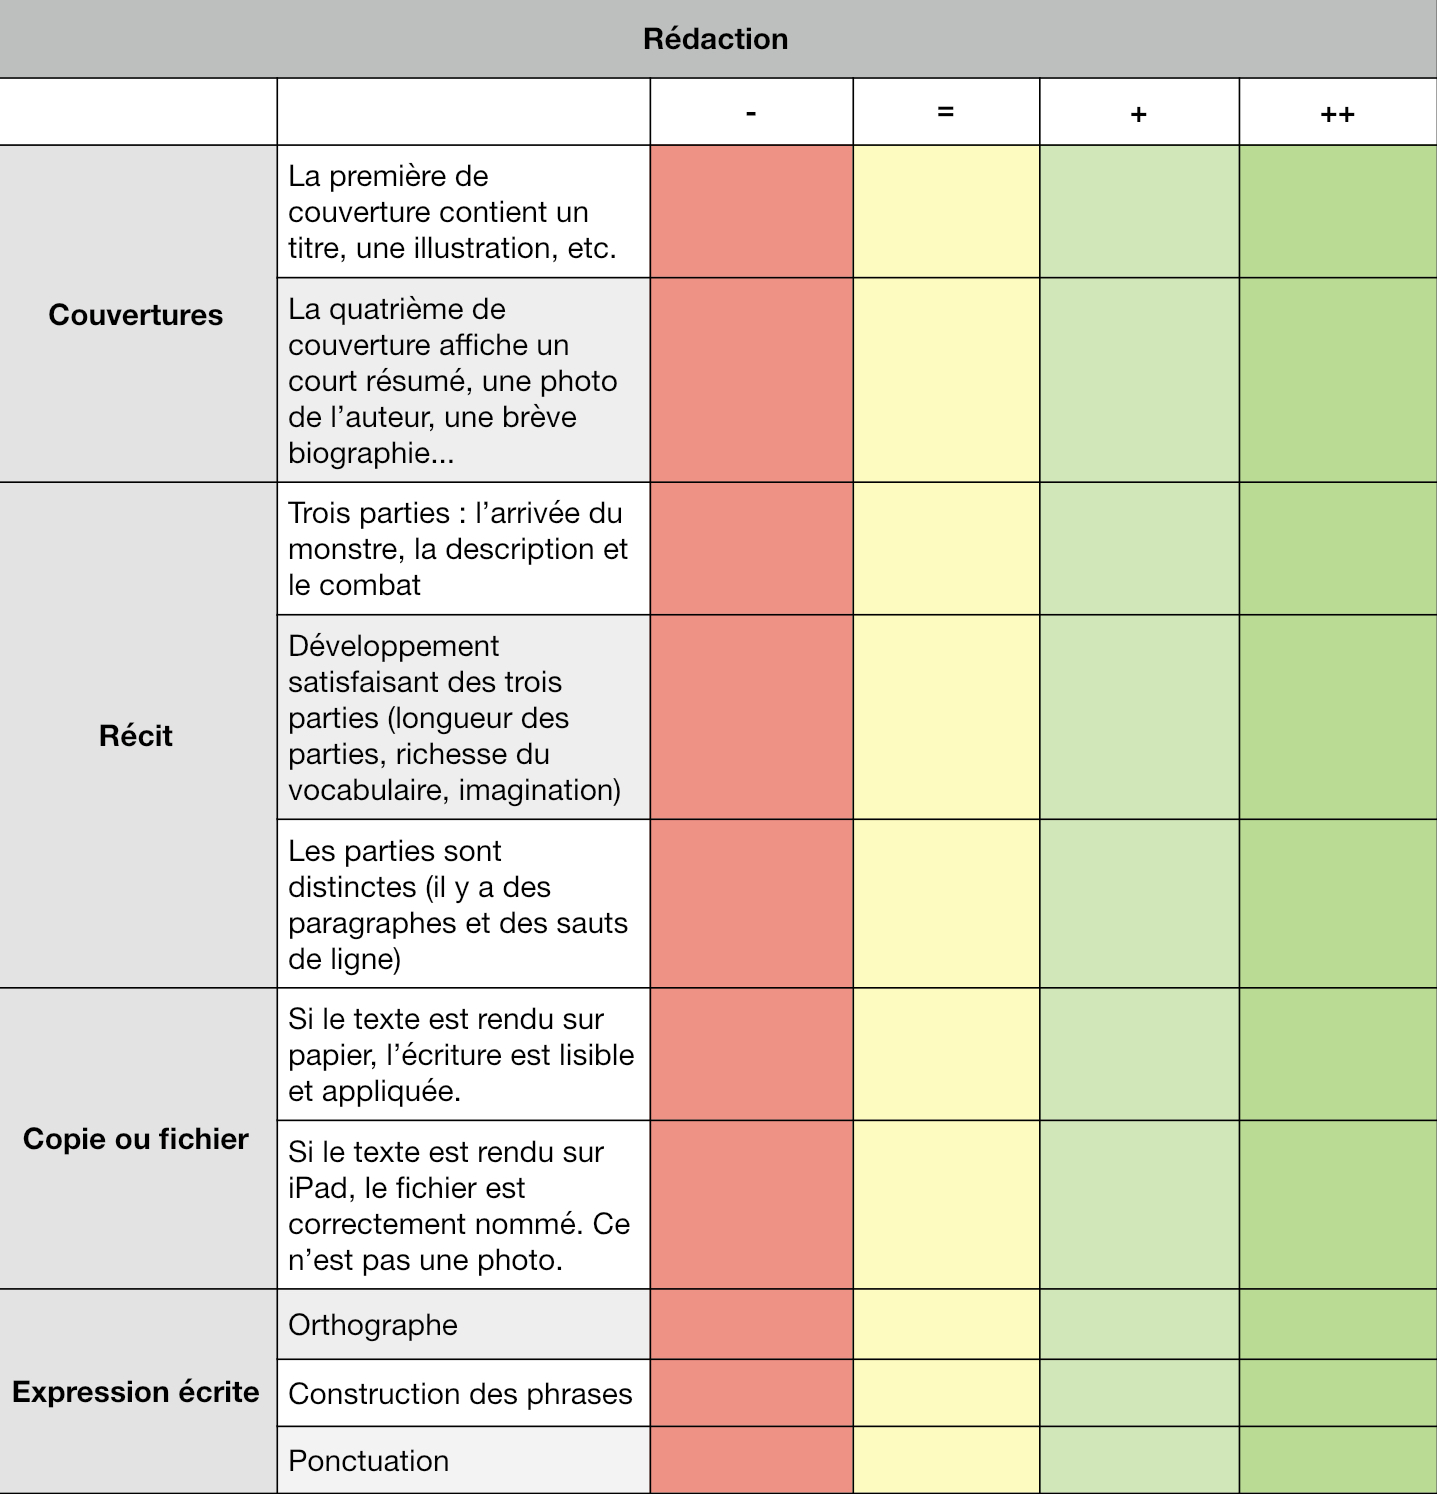 Rédaction
- = + ++
Couvertures
La première de
couverture contient un
titre, une illustration, etc.
La quatrième de
couverture affiche un
court résumé, une photo
de l’auteur, une brève
biographie...
Récit
Trois parties : l’arrivée du
monstre, la description et
le combat
Développement
satisfaisant des trois
parties (longueur des
parties, richesse du
vocabulaire, imagination)
Les parties sont
distinctes (il y a des
paragraphes et des sauts
de ligne)
Copie ou fichier
Si le texte est rendu sur
papier, l’écriture est lisible
et appliquée.
Si le texte est rendu sur
iPad, le fichier est
correctement nommé. Ce
n’est pas une photo.
Expression écrite
Orthographe
Construction des phrases
Ponctuation